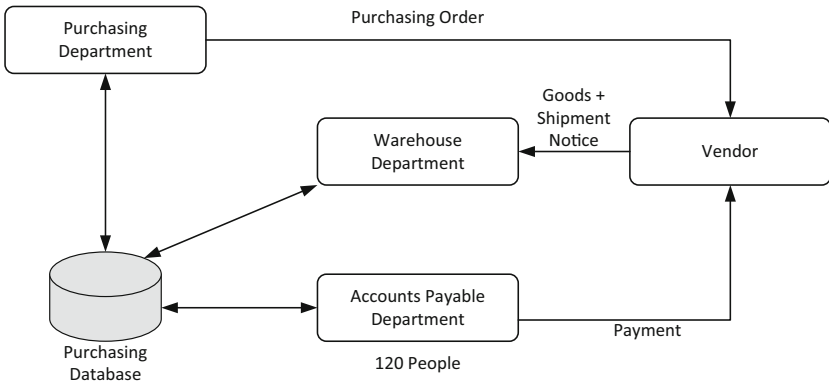 Purchasing Order
Purchasing
Department
Goods +
Shipment
Notice
Warehouse
Department
Vendor
Accounts Payable
Department
Payment
Purchasing
Database
120 People